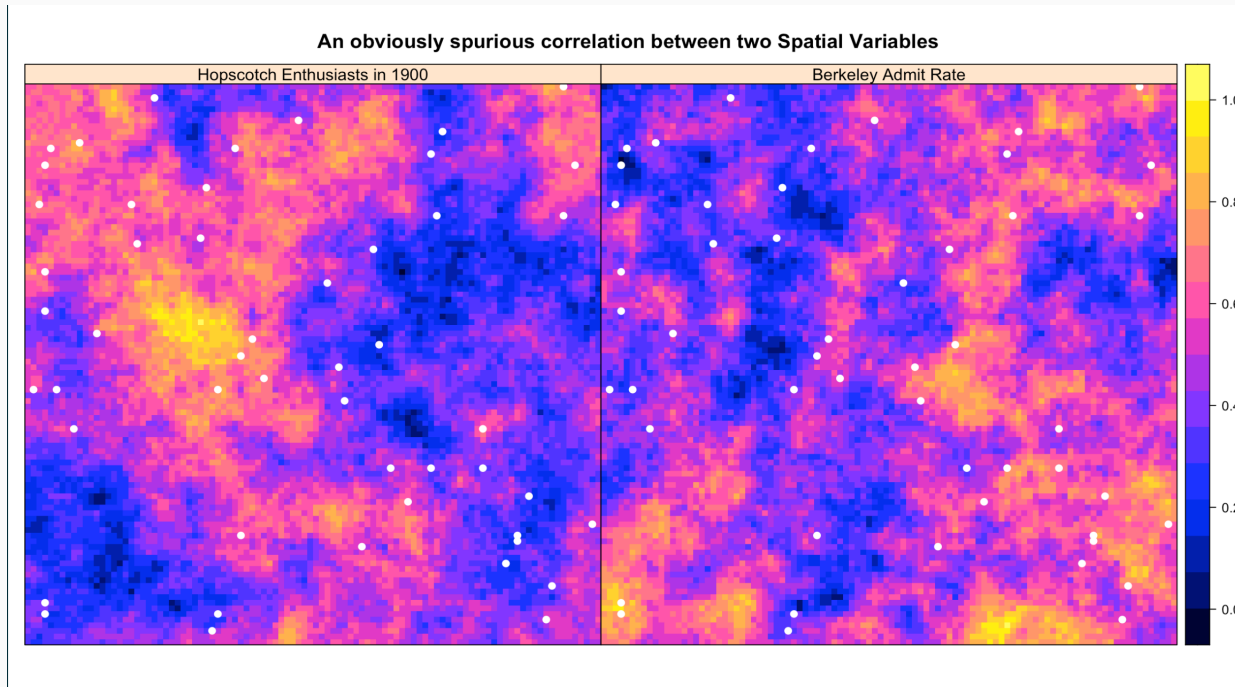 An obviously spurious correlation between two Spatial Variables
Hopscotch Enthusiasts in 1900
Berkeley Admit Rate
1.0
0.8
0.6
0.4
0.2
0.0